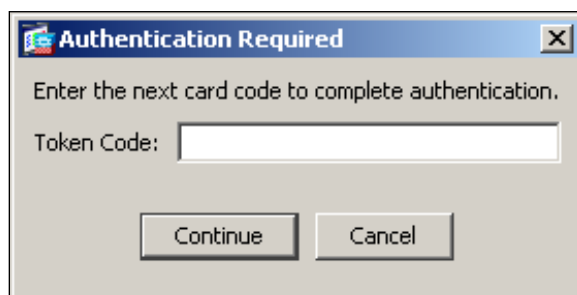 Authentication Required
Enter the next card code to complete authentication.
Token Code:
Continue Cancel